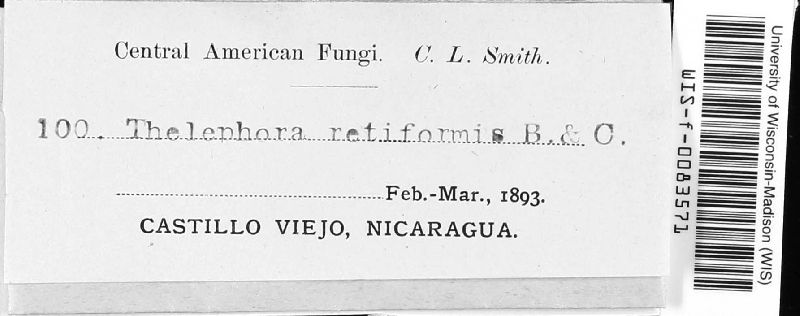 Central American Fungi. C. L. Smith.
100. Thelephora retiformis B. & C.
Feb.-Mar., 1893.
CASTILLO VIEJO, NICARAGUA.
University of Wisconsin-Madison (WIS)
WIS-f-0083571